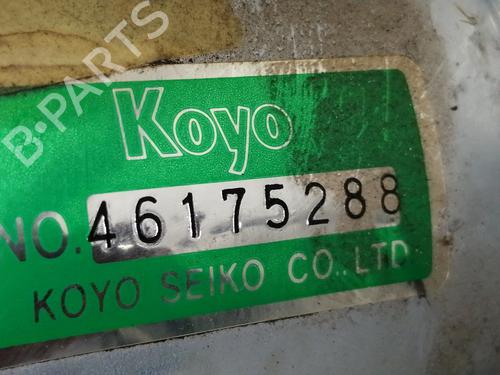 B-PARTS
Koyo
NO. 46175288
KOYO SEIKO CO., LTD